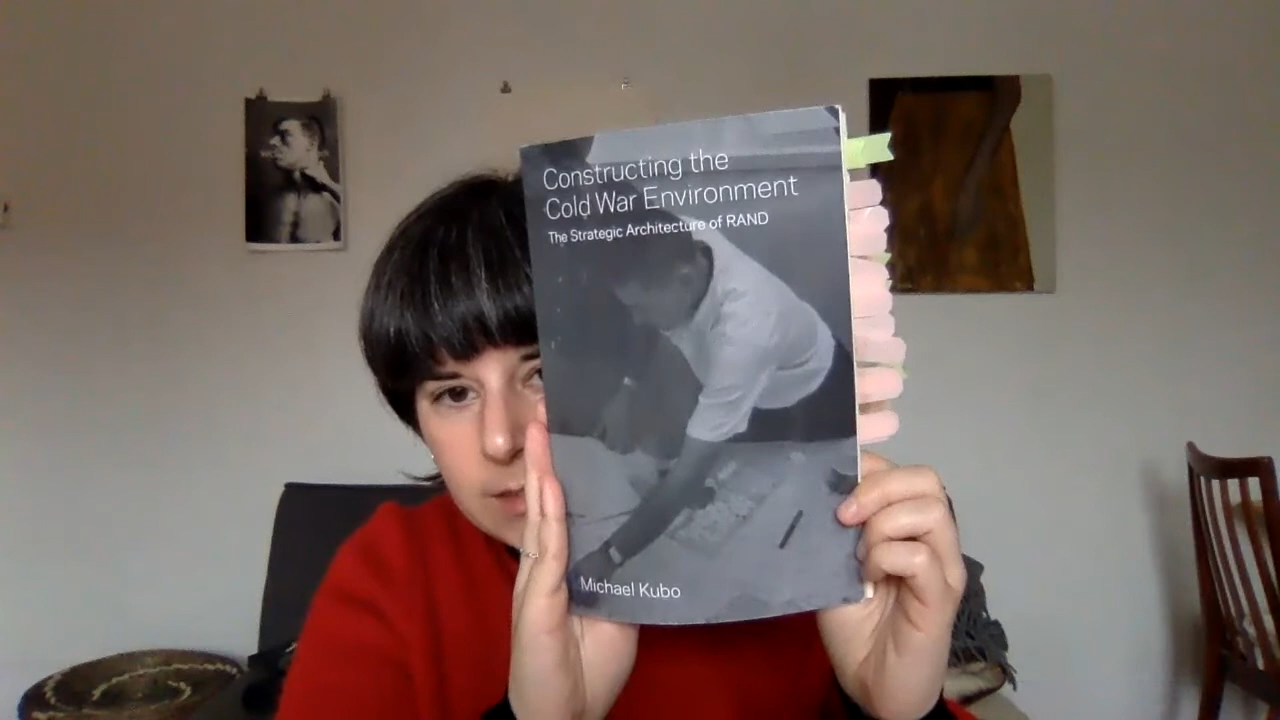 Constructing the
Cold War Environment
The Strategic Architecture of RAND
Michael Kubo